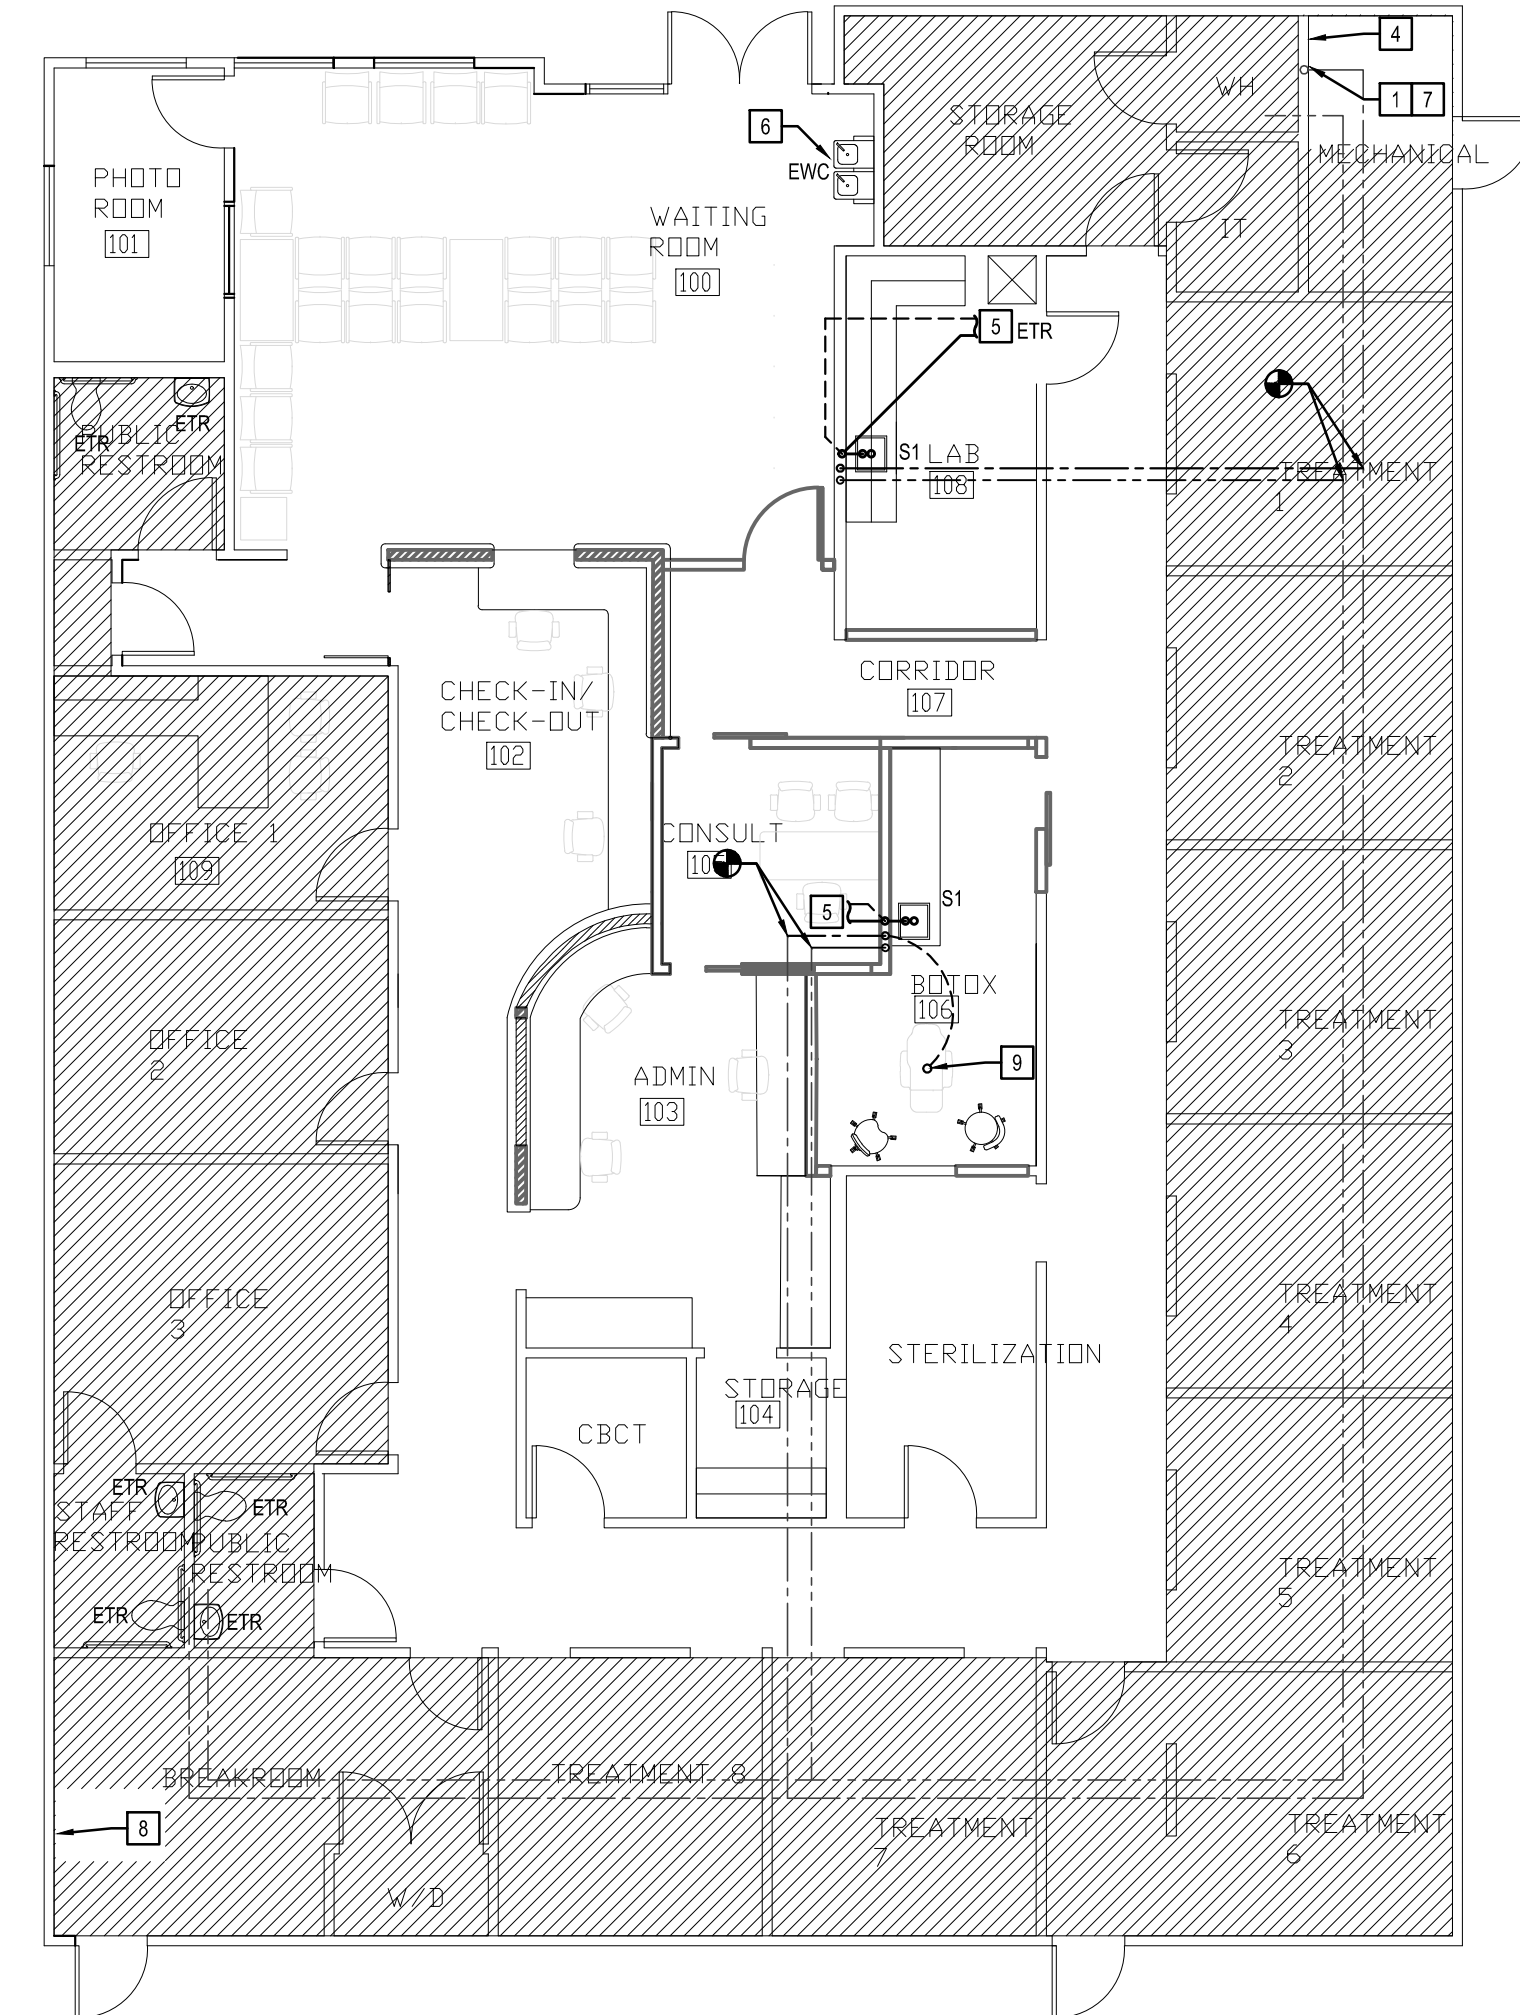 4
WH
1 7
STORAGE
ROOM
6
MECHANICAL
EWC
PHOTO
ROOM
101
WAITING
ROOM
100
IT
5 ETR
ETR
ETR
PUBLIC
RESTROOM
S1
LAB
108
TREATMENT
1
CORRIDOR
107
CHECK-IN/
CHECK-OUT
102
TREATMENT
2
OFFICE 1
109
CONSULT
105
5
S1
BOTOX
106
OFFICE
2
TREATMENT
3
9
ADMIN
103
OFFICE
3
TREATMENT
4
STERILIZATION
STORAGE
104
CBCT
ETR
ETR
STAFF
RESTROOM
PUBLIC
RESTROOM
TREATMENT
5
ETR
ETR
BREAKROOM
TREATMENT 8
8
TREATMENT
7
TREATMENT
6
W/D